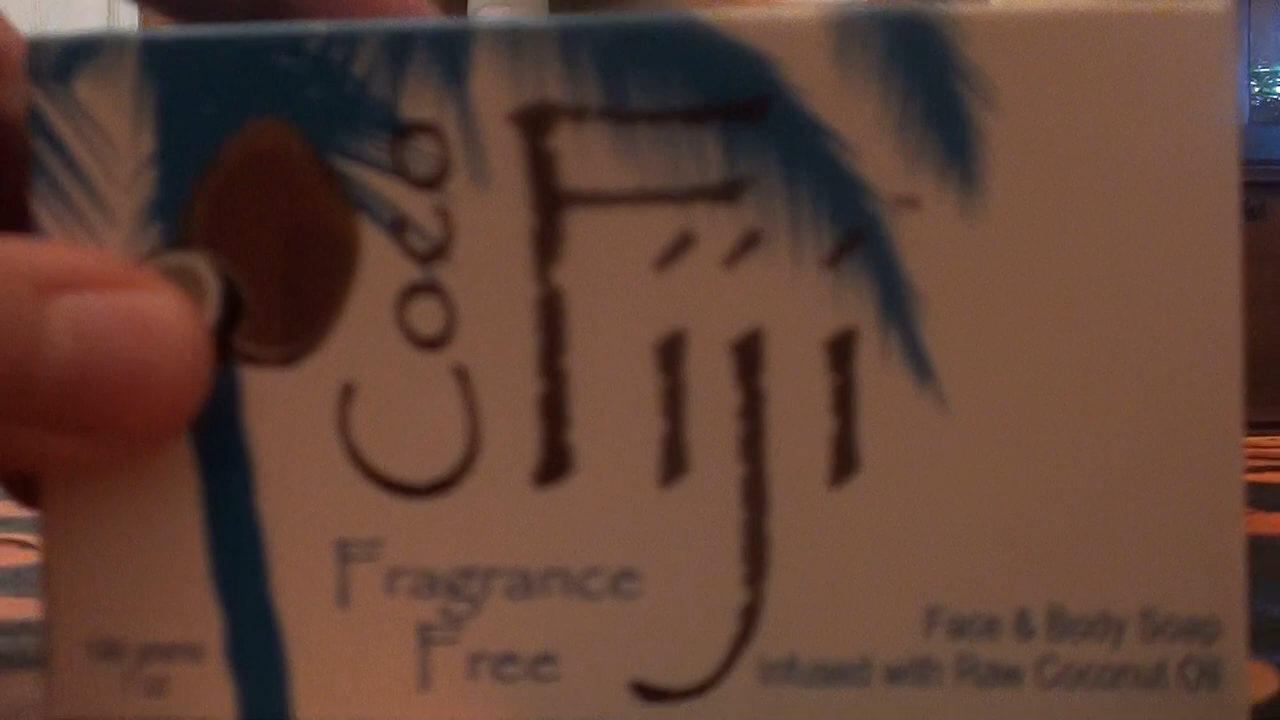 Coco
Fiji
Fragrance
Free
Face & Body Soap
Infused with Raw Coconut Oil